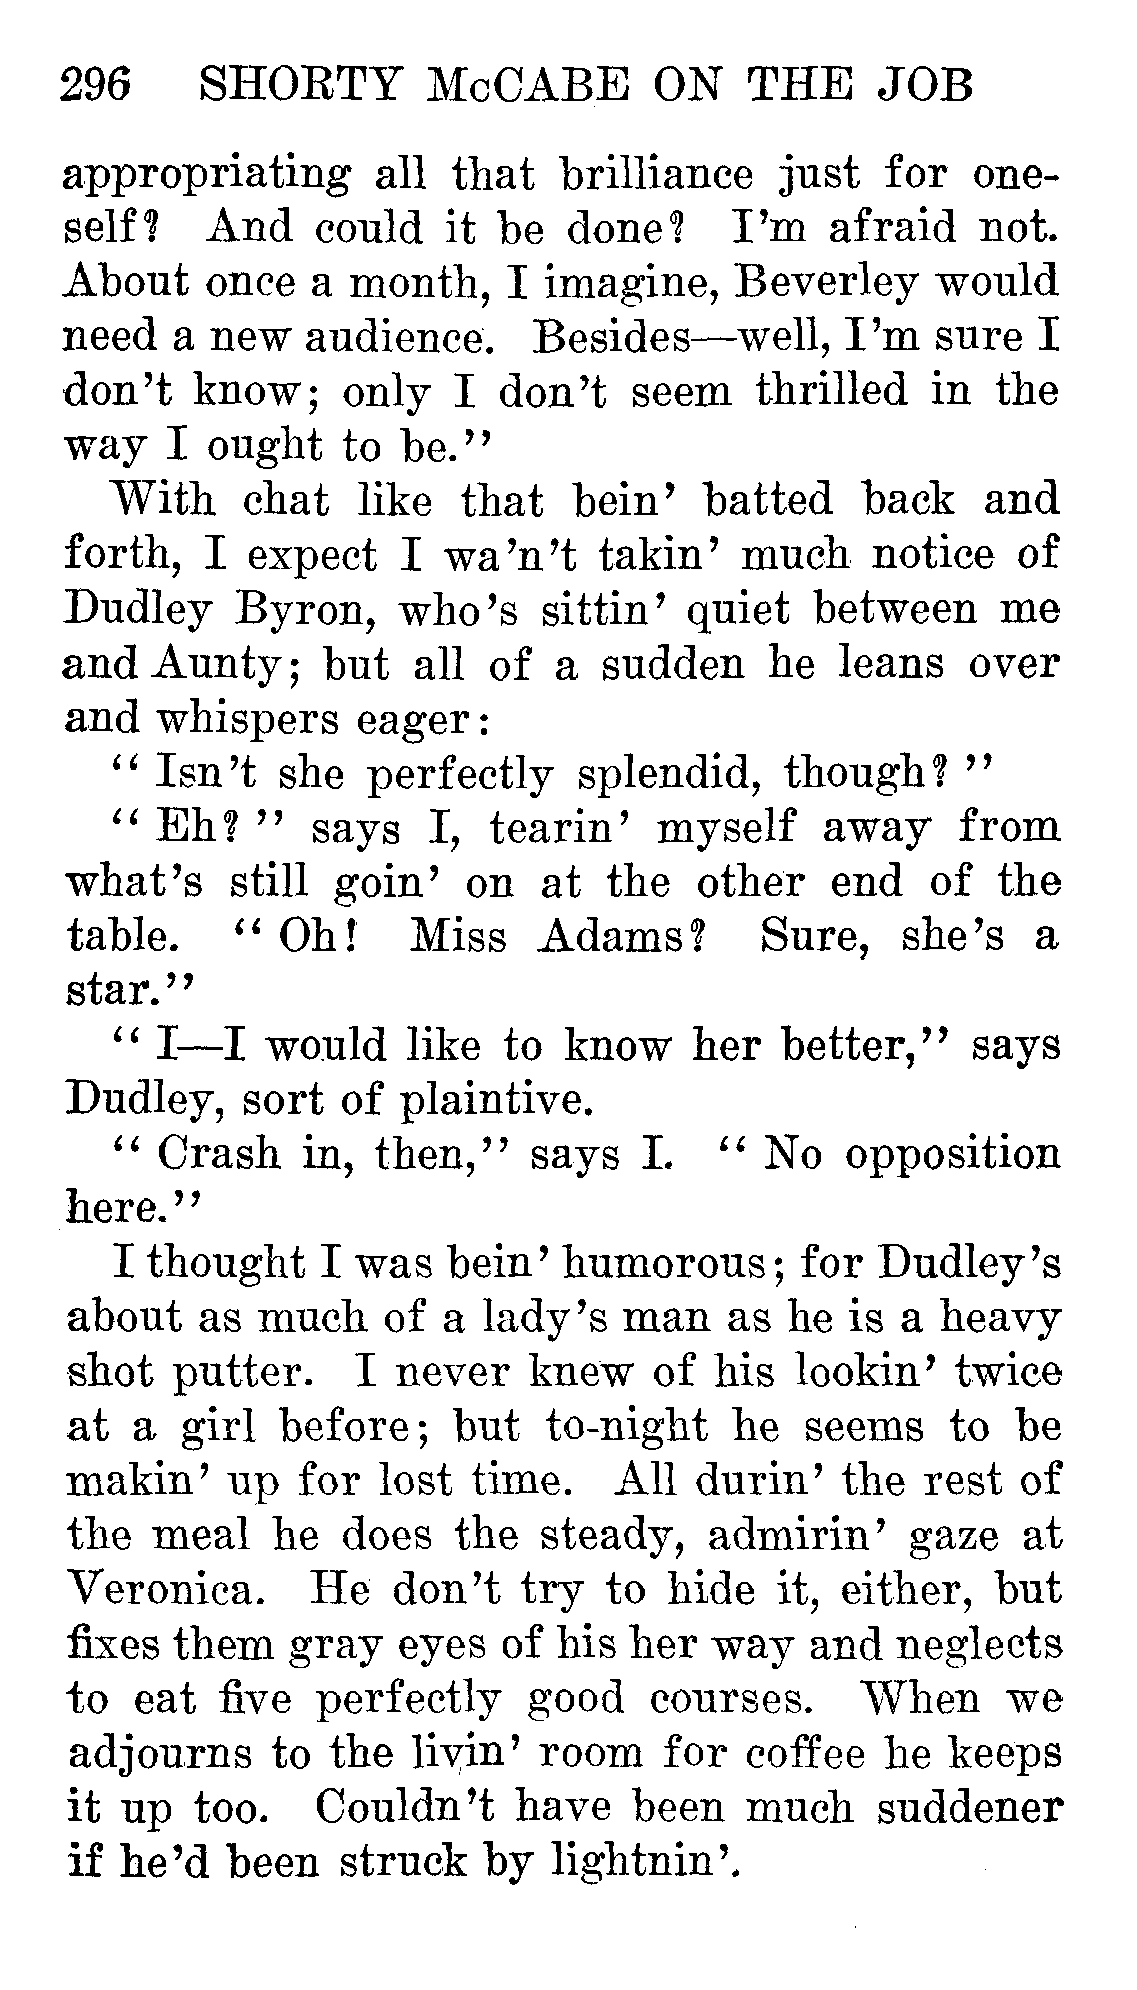 296 SHORTY McCABE ON THE JOB
appropriating all that brilliance just for one-
self? And could it be done? I'm afraid not.
About once a month, I imagine, Beverley would
need a new audience. Besides—well, I'm sure I
don't know; only I don't seem thrilled in the
way I ought to be."
With chat like that bein' batted back and
forth, I expect I wa'n't takin' much notice of
Dudley Byron, who's sittin' quiet between me
and Aunty; but all of a sudden he leans over
and whispers eager:
"Isn't she perfectly splendid, though?"
"Eh?" says I, tearin' myself away from
what's still goin' on at the other end of the
table. "Oh! Miss Adams? Sure, she's a
star."
"I—I would like to know her better," says
Dudley, sort of plaintive.
"Crash in, then," says I. "No opposition
here."
I thought I was bein' humorous; for Dudley's
about as much of a lady's man as he is a heavy
shot putter. I never knew of his lookin' twice
at a girl before; but to-night he seems to be
makin' up for lost time. All durin' the rest of
the meal he does the steady, admirin' gaze at
Veronica. He don't try to hide it, either, but
fixes them gray eyes of his her way and neglects
to eat five perfectly good courses. When we
adjourns to the livin' room for coffee he keeps
it up too. Couldn't have been much suddener
if he'd been struck by lightnin'.